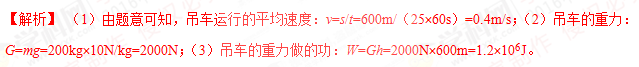 【解析】（1）由题意可知，吊车运行的平均速度：v=s/t=600m/（25×60s）=0.4m/s；（2）吊车的重力：
G=mg=200kg×10N/kg=2000N；（3）吊车的重力做的功：W=Gh=2000N×600m=1.2×10⁶J。